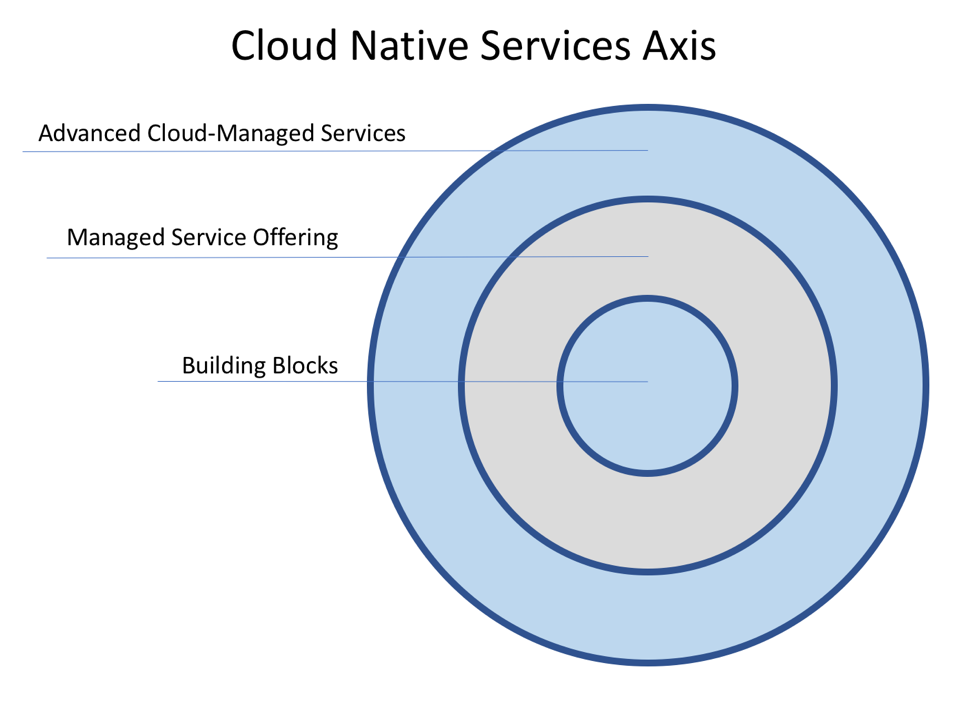 Cloud Native Services Axis
Advanced Cloud-Managed Services
Managed Service Offering
Building Blocks